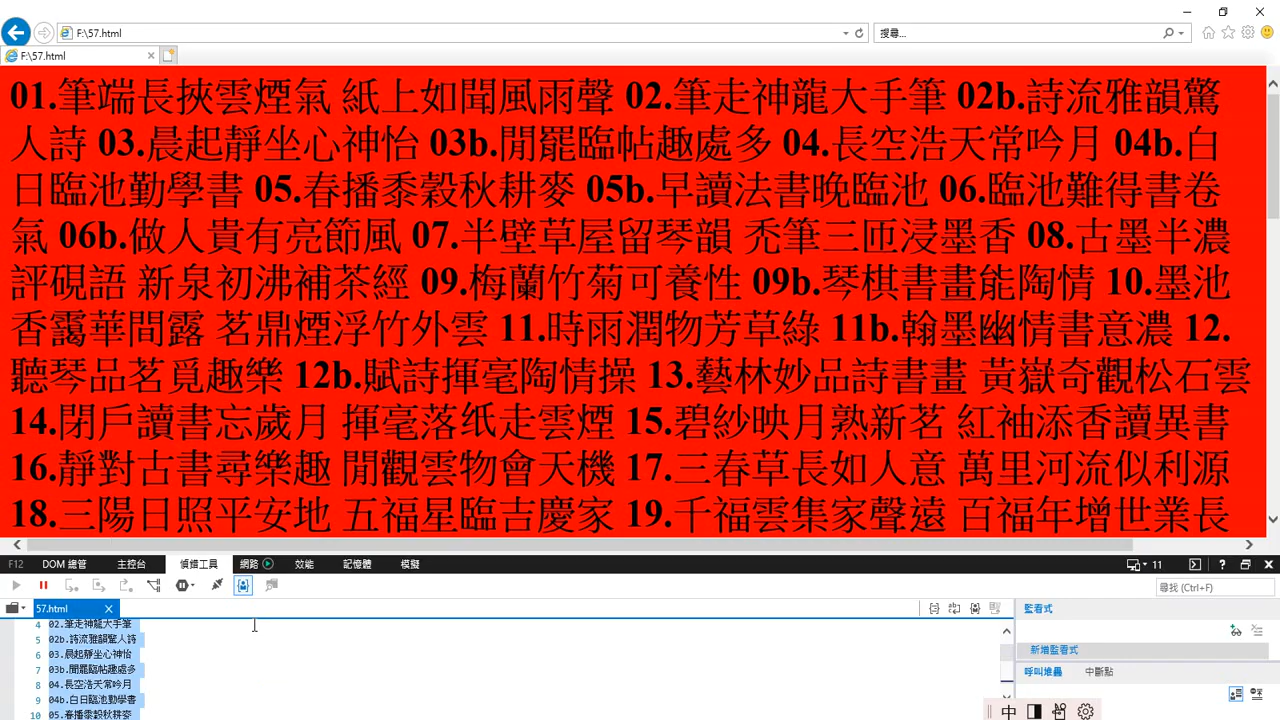 F:\57.html
搜尋...
F:\57.html
01.筆端長挾雲煙氣 紙上如聞風雨聲 02.筆走神龍大手筆 02b.詩流雅韻驚
人詩 03.晨起靜坐心神怡 03b.閒罷臨帖趣處多 04.長空浩天常吟月 04b.白
日臨池勤學書 05.春播黍穀秋耕麥 05b.早讀法書晚臨池 06.臨池難得書卷
氣 06b.做人貴有亮節風 07.半壁草屋留琴韻 禿筆三匝浸墨香 08.古墨半濃
評硯語 新泉初沸補茶經 09.梅蘭竹菊可養性 09b.琴棋書畫能陶情 10.墨池
香靄華間露 茗鼎煙浮竹外雲 11.時雨潤物芳草綠 11b.翰墨幽情書意濃 12.
聽琴品茗覓趣樂 12b.賦詩揮毫陶情操 13.藝林妙品詩書畫 黃嶽奇觀松石雲
14.閉戶讀書忘歲月 揮毫落纸走雲煙 15.碧紗映月熟新茗 紅袖添香讀異書
16.靜對古書尋樂趣 閒觀雲物會天機 17.三春草長如人意 萬里河流似利源
18.三陽日照平安地 五福星臨吉慶家 19.千福雲集家聲遠 百福年增世業長
F12 DOM 總管 主控台 偵錯工具 網路 效能 記憶體 模擬 11 ?
尋找 (Ctrl+F)
57.html
監看式
4 02.筆走神龍大手筆
5 02b.詩流雅韻驚人詩
新增監看式
6 03.晨起靜坐心神怡
7 03b.閒罷臨帖趣處多
呼叫堆疊 中斷點
8 04.長空浩天常吟月
9 04b.白日臨池勤學書
10 05.春播黍穀秋耕麥
中